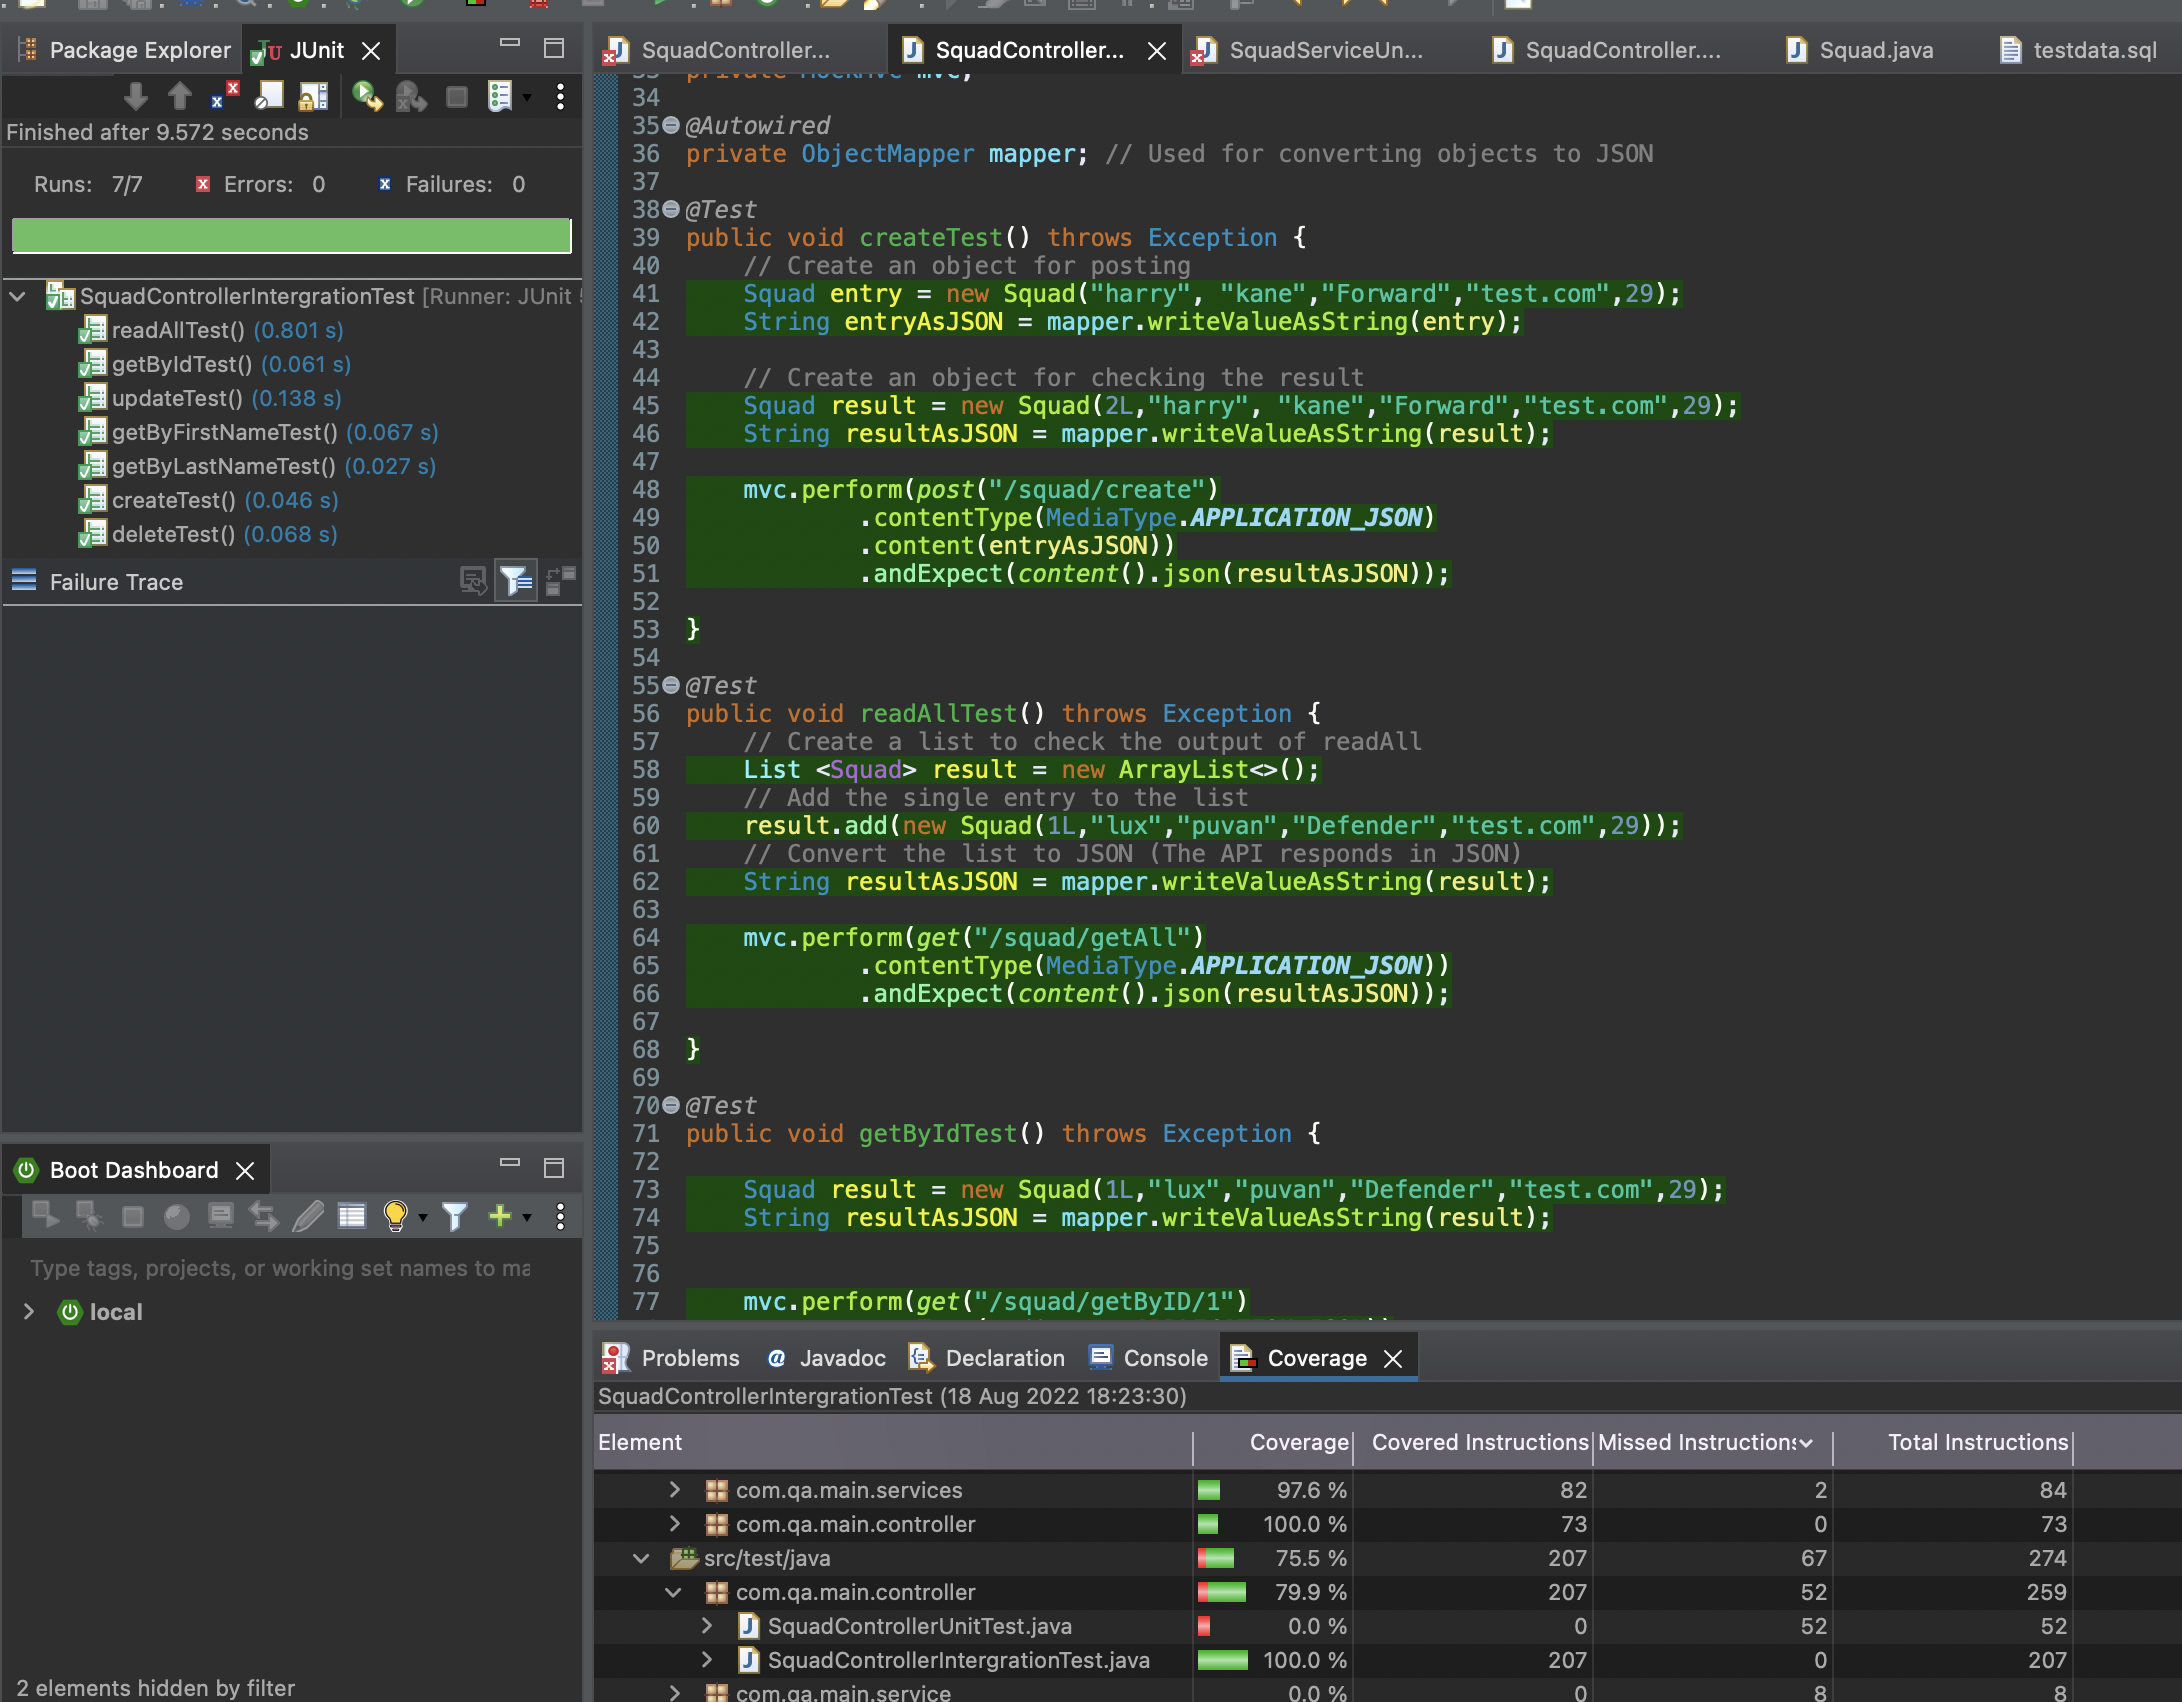 Package Explorer
JUnit
Finished after 9.572 seconds
Runs: 7/7 Errors: 0 Failures: 0
SquadControllerIntergrationTest [Runner: JUnit
readAllTest() (0.801 s)
getByIdTest() (0.061 s)
updateTest() (0.138 s)
getByFirstNameTest() (0.067 s)
getByLastNameTest() (0.027 s)
createTest() (0.046 s)
deleteTest() (0.068 s)
Failure Trace
Boot Dashboard
Type tags, projects, or working set names to ma
local
2 elements hidden by filter
SquadController... SquadController... SquadServiceUn... SquadController.... Squad.java testdata.sql
private MockMvc mvc;
34
35 @Autowired
36 private ObjectMapper mapper; // Used for converting objects to JSON
37
38 @Test
39 public void createTest() throws Exception {
40 // Create an object for posting
41 Squad entry = new Squad("harry", "kane","Forward","test.com",29);
42 String entryAsJSON = mapper.writeValueAsString(entry);
43
44 // Create an object for checking the result
45 Squad result = new Squad(2L,"harry", "kane","Forward","test.com",29);
46 String resultAsJSON = mapper.writeValueAsString(result);
47
48 mvc.perform(post("/squad/create")
49 .contentType(MediaType.APPLICATION_JSON)
50 .content(entryAsJSON))
51 .andExpect(content().json(resultAsJSON));
52
53 }
54
55 @Test
56 public void readAllTest() throws Exception {
57 // Create a list to check the output of readAll
58 List <Squad> result = new ArrayList<>();
59 // Add the single entry to the list
60 result.add(new Squad(1L,"lux","puvan","Defender","test.com",29));
61 // Convert the list to JSON (The API responds in JSON)
62 String resultAsJSON = mapper.writeValueAsString(result);
63
64 mvc.perform(get("/squad/getAll")
65 .contentType(MediaType.APPLICATION_JSON))
66 .andExpect(content().json(resultAsJSON));
67
68 }
69
70 @Test
71 public void getByIdTest() throws Exception {
72
73 Squad result = new Squad(1L,"lux","puvan","Defender","test.com",29);
74 String resultAsJSON = mapper.writeValueAsString(result);
75
76
77 mvc.perform(get("/squad/getByID/1")
Problems Javadoc Declaration Console Coverage
SquadControllerIntergrationTest (18 Aug 2022 18:23:30)
Element Coverage Covered Instructions Missed Instructions Total Instructions
com.qa.main.services 97.6 % 82 2 84
com.qa.main.controller 100.0 % 73 0 73
src/test/java 75.5 % 207 67 274
com.qa.main.controller 79.9 % 207 52 259
SquadControllerUnitTest.java 0.0 % 0 52 52
SquadControllerIntergrationTest.java 100.0 % 207 0 207
com.qa.main.service 0.0 % 0 8 8